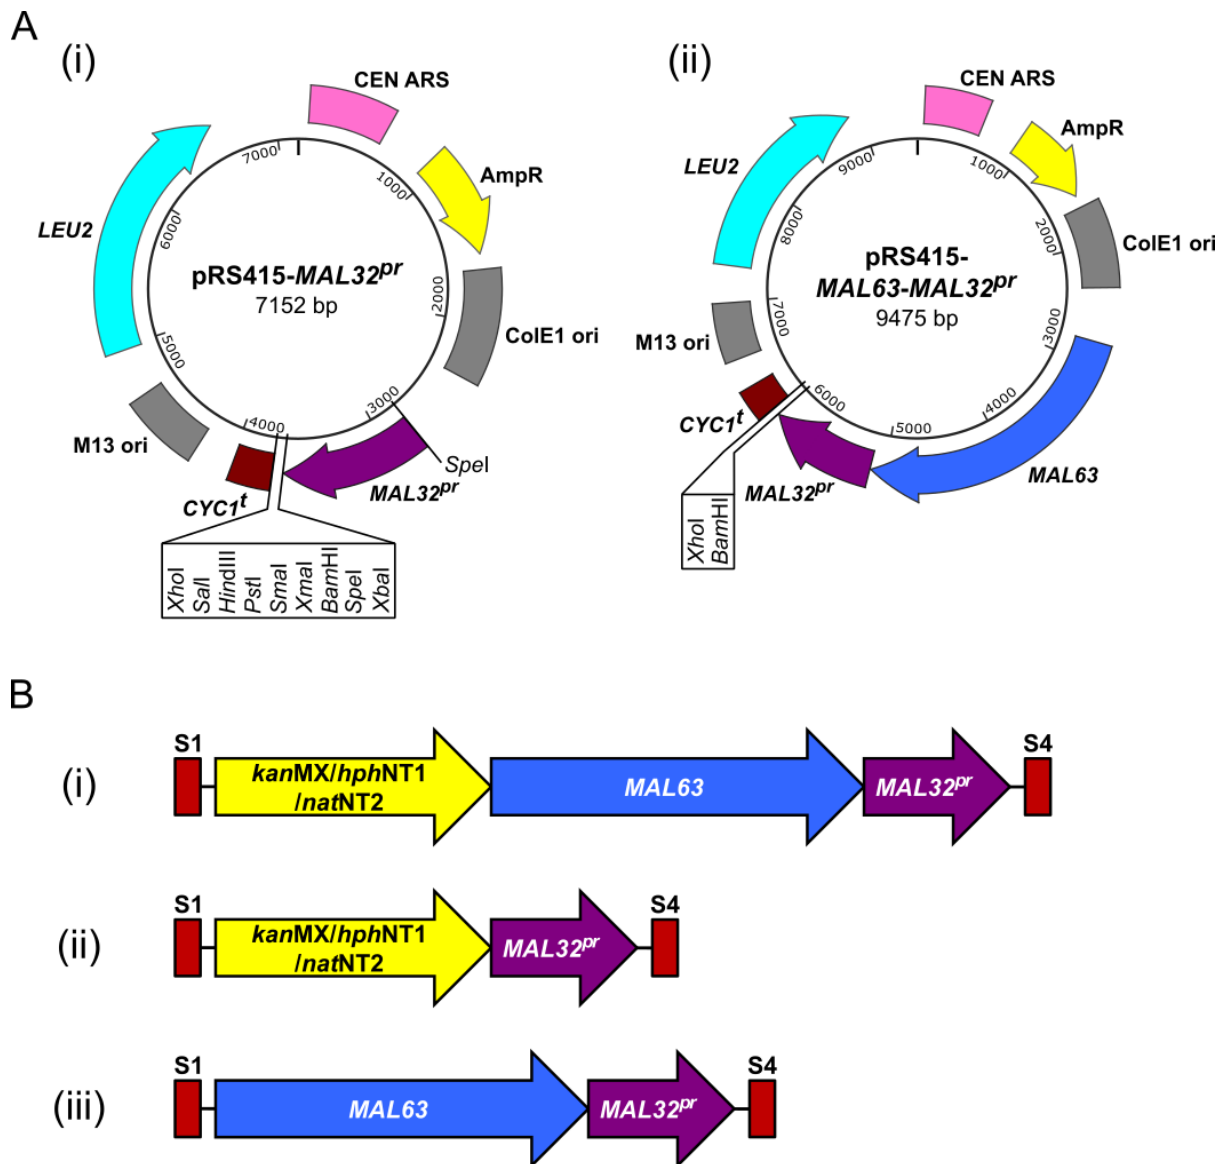 A
(i)
CEN ARS
AmpR
ColE1 ori
SpeI
MAL32pr
CYC1t
M13 ori
LEU2
1000
2000
3000
4000
5000
6000
7000
pRS415-MAL32pr
7152 bp
XhoI
SalI
HindIII
PstI
SmaI
XmaI
BamHI
SpeI
XbaI
(ii)
CEN ARS
AmpR
ColE1 ori
MAL63
MAL32pr
CYC1t
M13 ori
LEU2
1000
2000
3000
4000
5000
6000
7000
8000
9000
pRS415-
MAL63-MAL32pr
9475 bp
XhoI
BamHI
B
(i)
S1
kanMX/hphNT1
/natNT2
MAL63
MAL32pr
S4
(ii)
S1
kanMX/hphNT1
/natNT2
MAL32pr
S4
(iii)
S1
MAL63
MAL32pr
S4